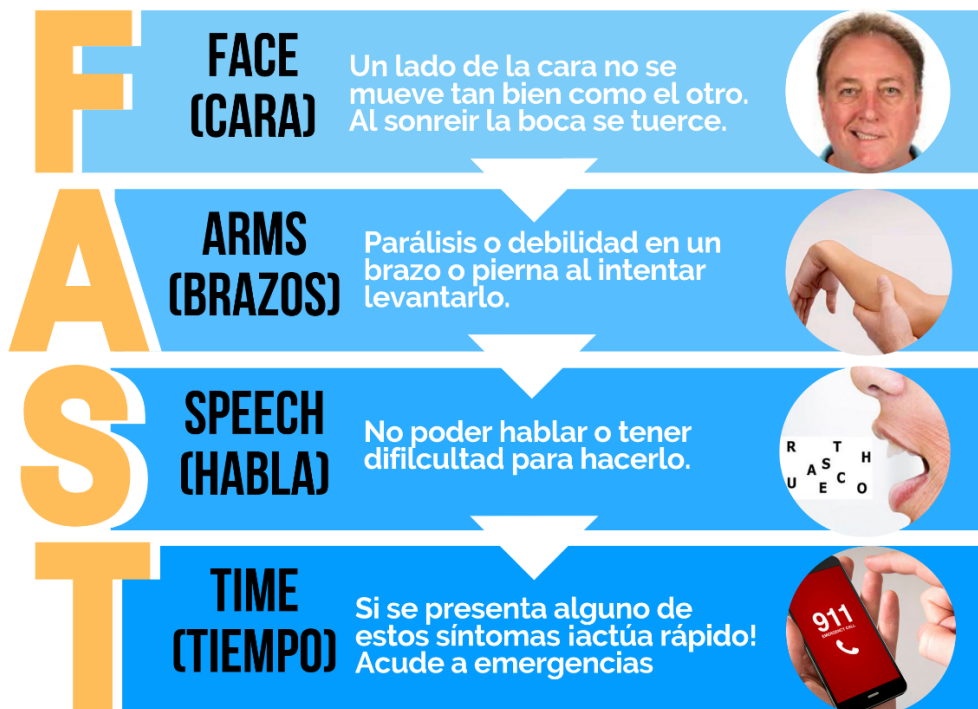 F
FACE
(CARA)
Un lado de la cara no se
mueve tan bien como el otro.
Al sonreir la boca se tuerce.
A
ARMS
(BRAZOS)
Parálisis o debilidad en un
brazo o pierna al intentar
levantarlo.
S
SPEECH
(HABLA)
No poder hablar o tener
difilcultad para hacerlo.
R T
A S H
U E C O
T
TIME
(TIEMPO)
Si se presenta alguno de
estos síntomas ¡actúa rápido!
Acude a emergencias
911
EMERGENCY CALL